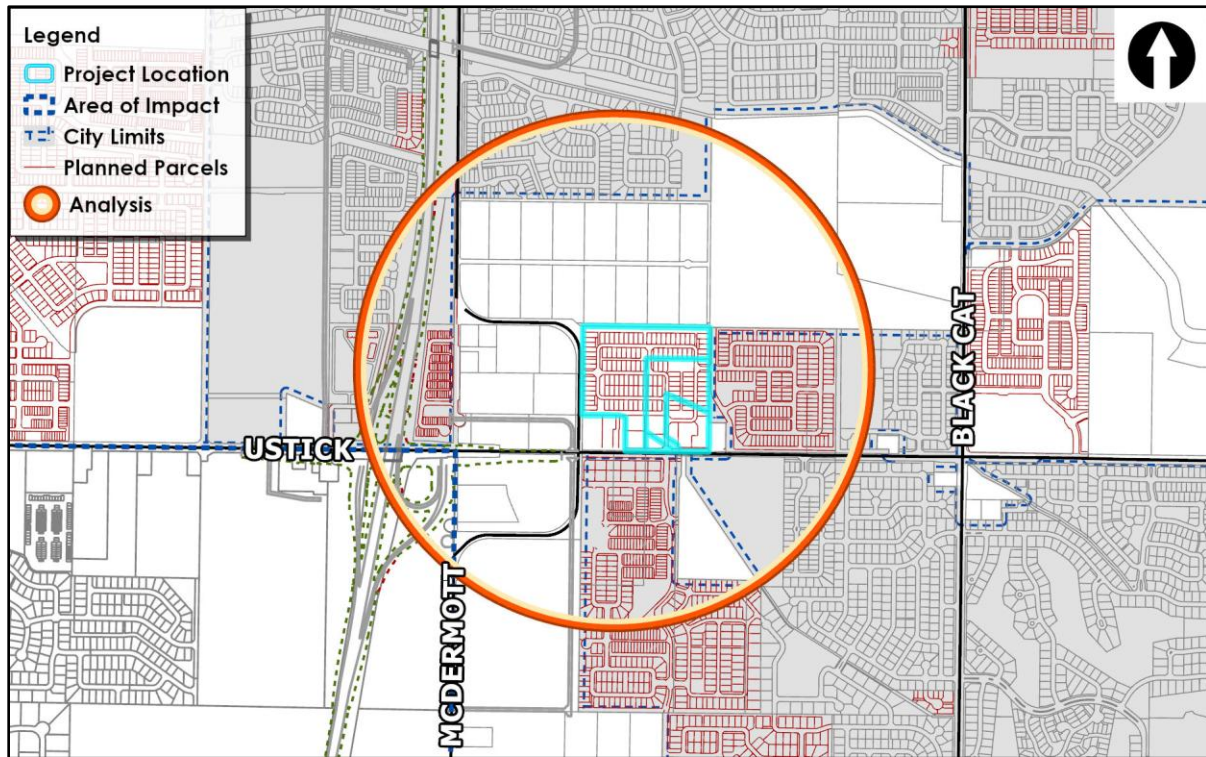 Legend
Project Location
Area of Impact
City Limits
Planned Parcels
Analysis
BLACK CAT
USTICK
MCDERMOTT